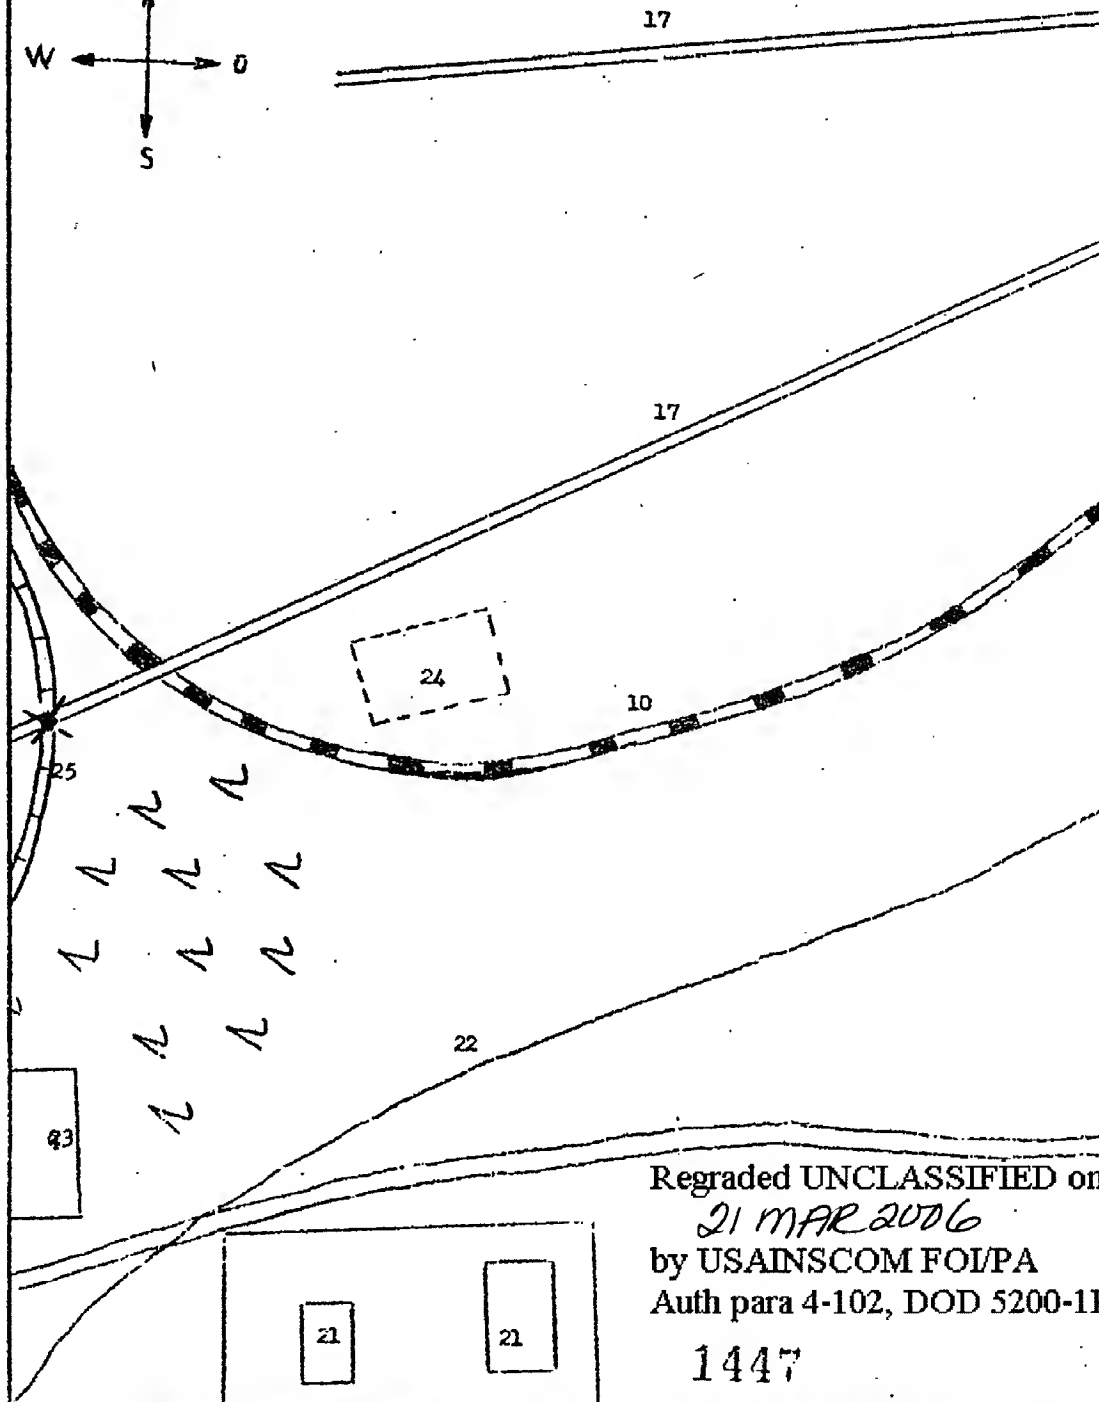 17
W
O
S
17
24
10
25
22
23
Regraded UNCLASSIFIED on
21 MAR 2006
by USAINSCOM FOI/PA
Auth para 4-102, DOD 5200-1R
21
21
1447